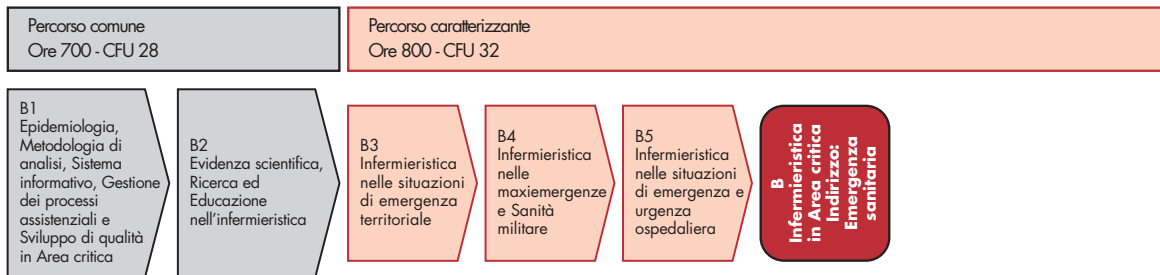 Percorso comune
Ore 700 - CFU 28
Percorso caratterizzante
Ore 800 - CFU 32
B1
Epidemiologia,
Metodologia di
analisi, Sistema
informativo, Gestione
dei processi
assistenziali e
Sviluppo di qualità
in Area critica
B2
Evidenza scientifica,
Ricerca ed
Educazione
nell'infermieristica
B3
Infermieristica
nelle situazioni
di emergenza
territoriale
B4
Infermieristica
nelle
maxiemergenze
e Sanità
militare
B5
Infermieristica
nelle situazioni
di emergenza e
urgenza
ospedaliera
B
Infermieristica
in Area critica
Indirizzo:
Emergenza
sanitaria